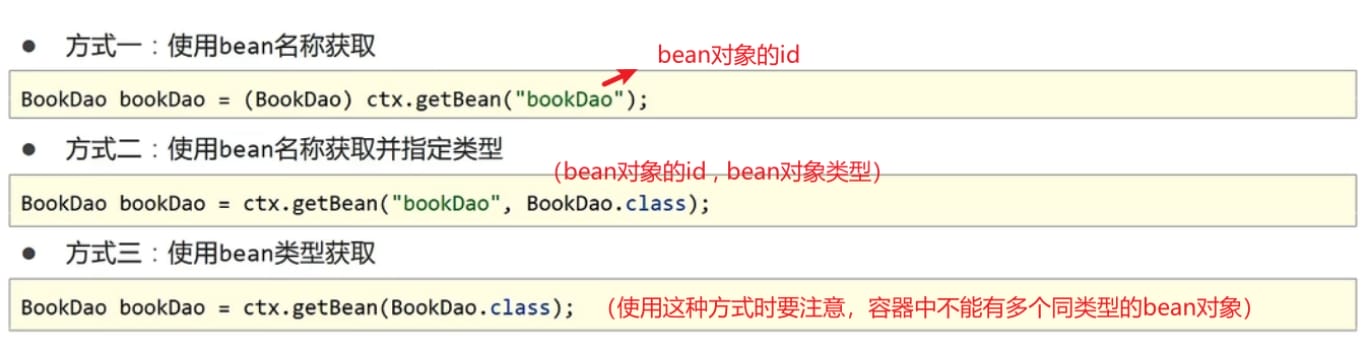 ● 方式一：使用bean名称获取
bean对象的id
BookDao bookDao = (BookDao) ctx.getBean("bookDao");
● 方式二：使用bean名称获取并指定类型
（bean对象的id，bean对象类型）
BookDao bookDao = ctx.getBean("bookDao", BookDao.class);
● 方式三：使用bean类型获取
BookDao bookDao = ctx.getBean(BookDao.class); （使用这种方式时要注意，容器中不能有多个同类型的bean对象）